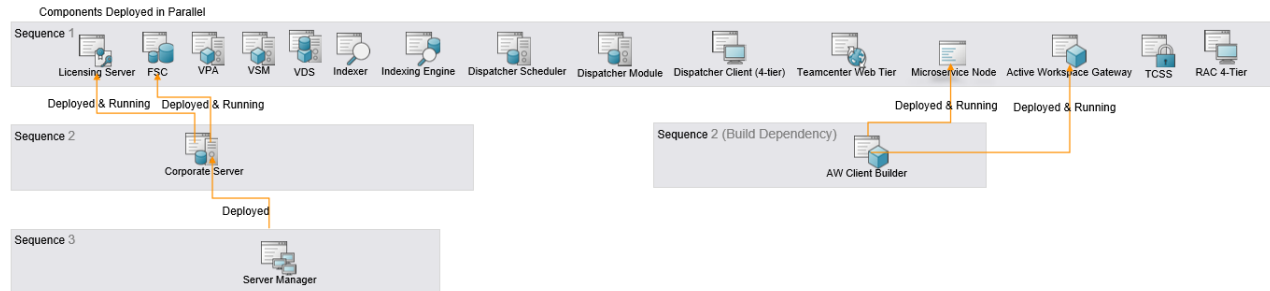 Components Deployed in Parallel
Sequence 1
Licensing Server
FSC
VPA
VSM
VDS
Indexer
Indexing Engine
Dispatcher Scheduler
Dispatcher Module
Dispatcher Client (4-tier)
Teamcenter Web Tier
Microservice Node
Active Workspace Gateway
TCSS
RAC 4-Tier
Deployed & Running
Deployed & Running
Deployed & Running
Deployed & Running
Sequence 2
Corporate Server
Sequence 2 (Build Dependency)
AW Client Builder
Deployed
Sequence 3
Server Manager